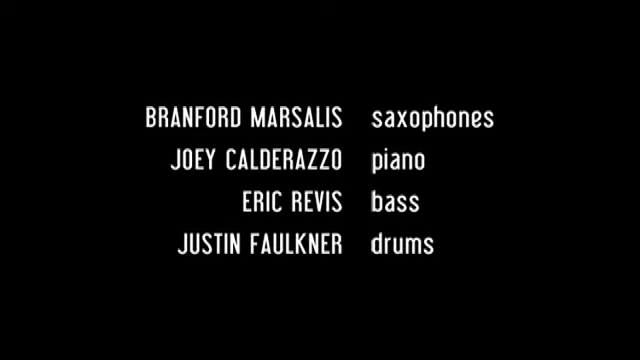 BRANFORD MARSALIS saxophones
JOEY CALDERAZZO piano
ERIC REVIS bass
JUSTIN FAULKNER drums